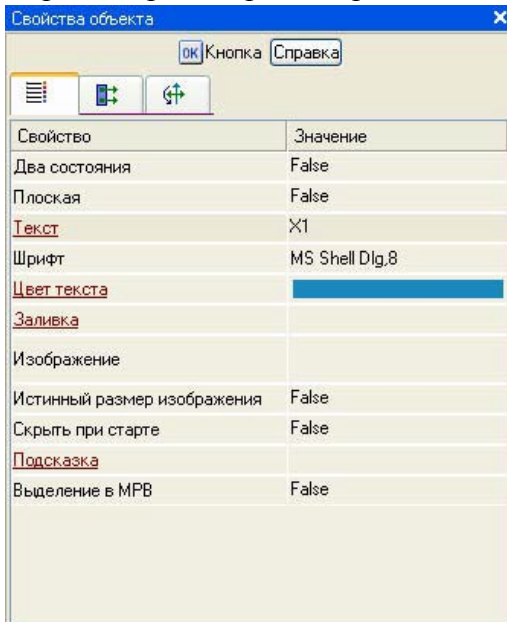 Свойства объекта
ок Кнопка Справка
Свойство Значение
Два состояния False
Плоская False
Текст X1
Шрифт MS Shell Dlg,8
Цвет текста
Заливка
Изображение
Истинный размер изображения False
Скрыть при старте False
Подсказка
Выделение в МРВ False